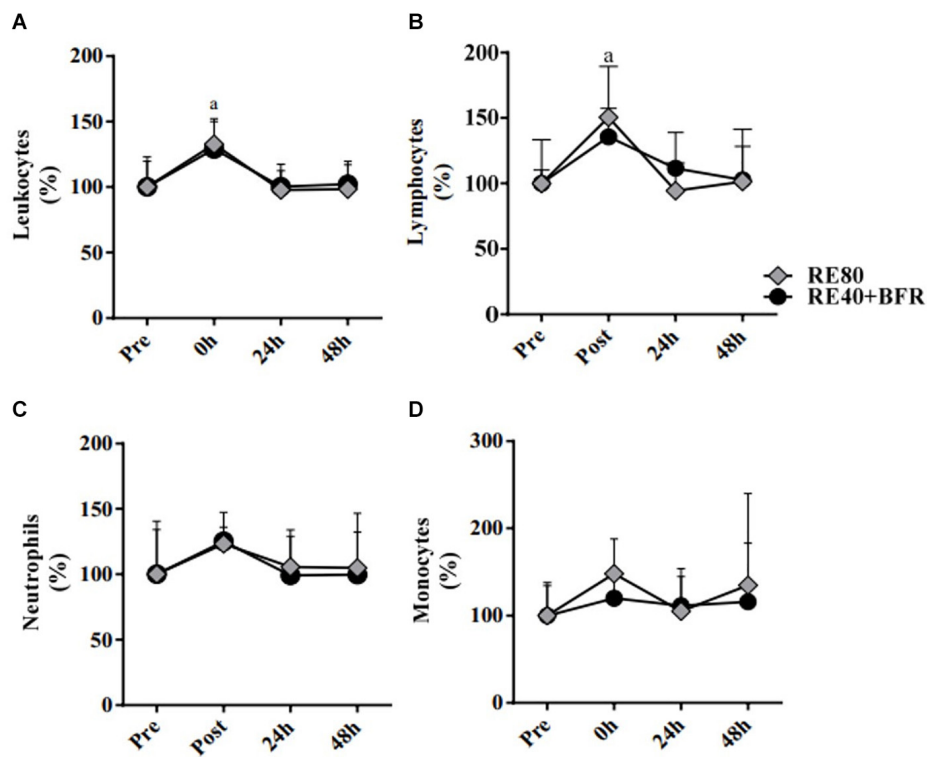 A
Leukocytes
(%)
200
150
100
50
0
a
Pre
0h
24h
48h
B
Lymphocytes
(%)
200
150
100
50
0
a
Pre
Post
24h
48h
RE80
RE40+BFR
C
Neutrophils
(%)
200
150
100
50
0
Pre
Post
24h
48h
D
Monocytes
(%)
300
200
100
0
Pre
0h
24h
48h